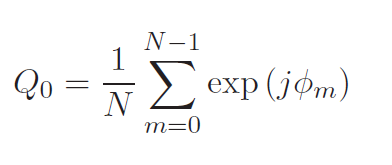 Q_0 = \frac{1}{N} \sum_{m=0}^{N-1} \exp(j\phi_m)